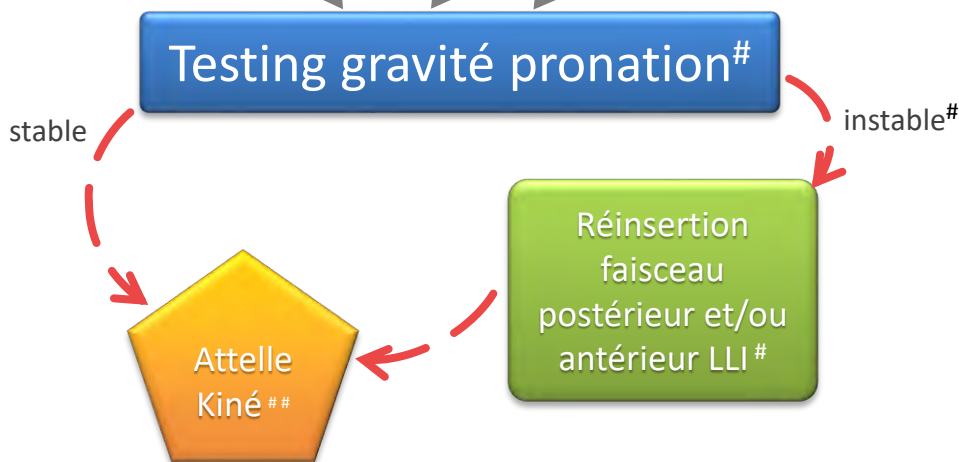 Testing gravité pronation#
stable
instable#
Réinsertion
faisceau
postérieur et/ou
antérieur LLI #
Attelle
Kiné # #